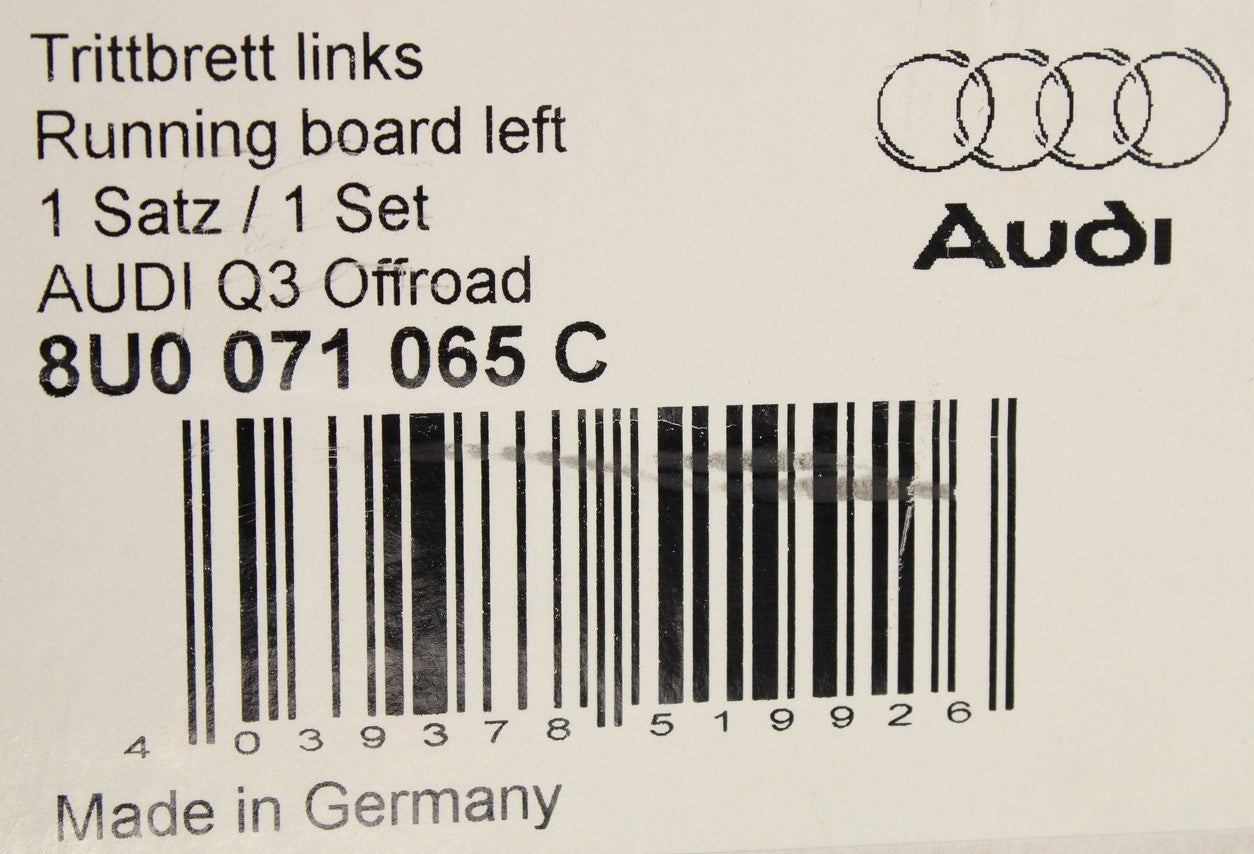 Trittbrett links
Running board left
1 Satz / 1 Set
AUDI Q3 Offroad
8U0 071 065 C
Audi
4 039378 519926
Made in Germany